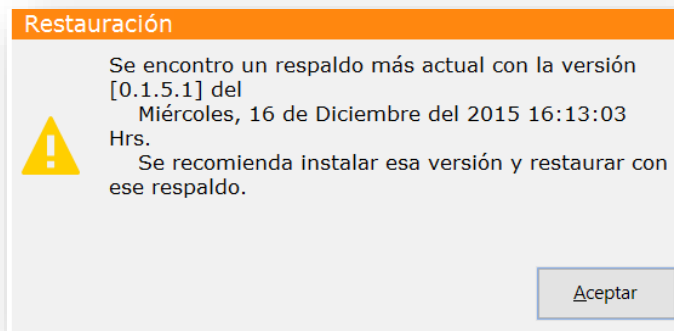 Restauración
Se encontro un respaldo más actual con la versión
[0.1.5.1] del
Miércoles, 16 de Diciembre del 2015 16:13:03
Hrs.
Se recomienda instalar esa versión y restaurar con
ese respaldo.
Aceptar